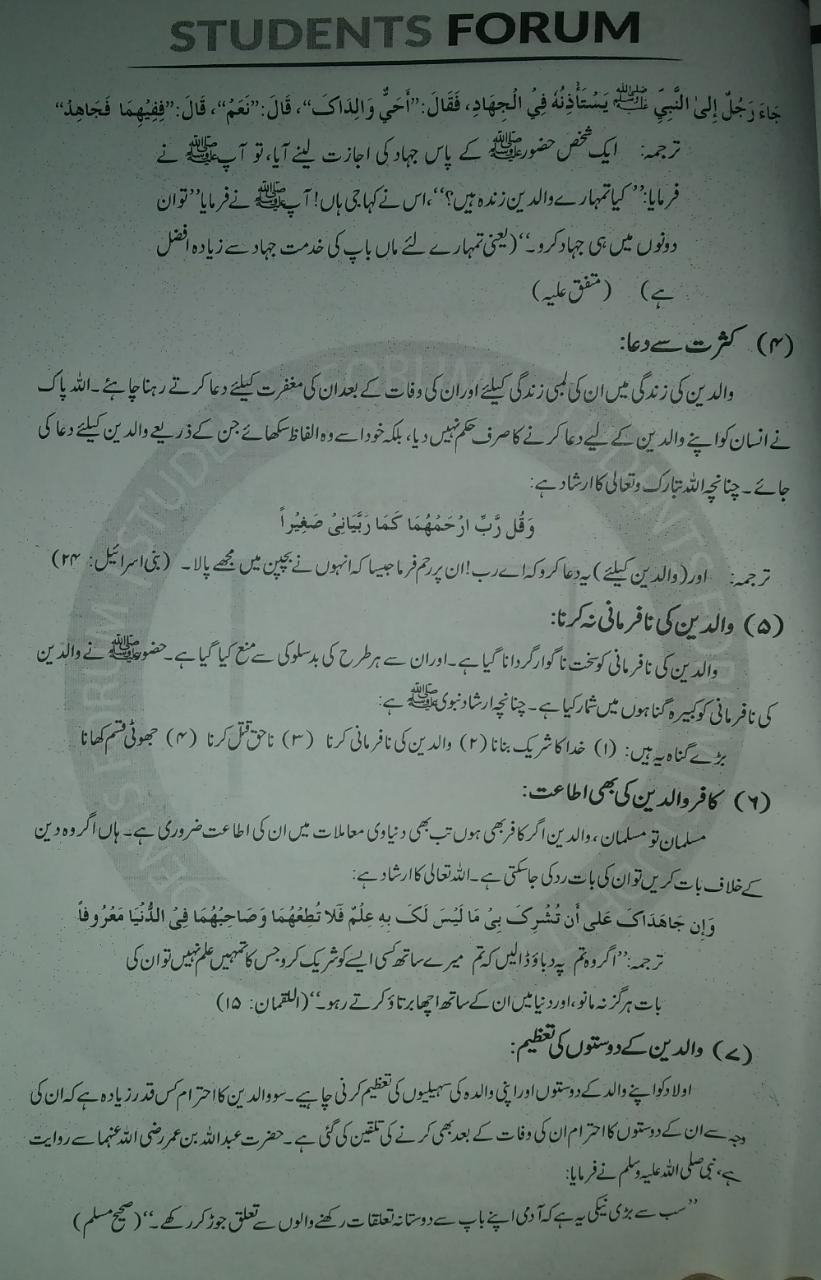 STUDENTS FORUM
جَاءَ رَجُلٌ إِلىٰ النَّبِيِّ ﷺ يَسْتَأْذِنُهُ فِي الْجِهَادِ، فَقَالَ: ”أَحَيٌّ وَالِدَاكَ“، قَالَ: ”نَعَمْ“، قَالَ: ”فَفِيْهِمَا فَجَاهِدْ“
ترجمہ: ایک شخص حضور ﷺ کے پاس جہاد کی اجازت لینے آیا، تو آپ ﷺ نے
فرمایا: ”کیا تمہارے والدین زندہ ہیں؟“، اس نے کہا جی ہاں! آپ ﷺ نے فرمایا ”تو ان
دونوں میں ہی جہاد کرو۔“ (یعنی تمہارے لئے ماں باپ کی خدمت جہاد سے زیادہ افضل
ہے) (متفق علیہ)
(۴) کثرت سے دعا:
والدین کی زندگی میں ان کی لمبی زندگی کیلئے اور ان کی وفات کے بعد ان کی مغفرت کیلئے دعا کرتے رہنا چاہئے۔ اللہ پاک
نے انسان کو اپنے والدین کے لیے دعا کرنے کا صرف حکم نہیں دیا، بلکہ خود اسے وہ الفاظ سکھائے جن کے ذریعے والدین کیلئے دعا کی
جائے۔ چنانچہ اللہ تبارک وتعالی کا ارشاد ہے:
وَقُل رَّبِّ ارْحَمْهُمَا كَمَا رَبَّيَانِیْ صَغِيْراً
ترجمہ: اور (والدین کیلئے) یہ دعا کرو کہ اے رب! ان پر رحم فرما جیسا کہ انہوں نے بچپن میں مجھے پالا۔ (بنی اسرائیل: ۲۴)
(۵) والدین کی نافرمانی نہ کرنا:
والدین کی نافرمانی کو سخت ناگوار گردانا گیا ہے۔ اور ان سے ہر طرح کی بدسلوکی سے منع کیا گیا ہے۔ حضور ﷺ نے والدین
کی نافرمانی کو کبیرہ گناہوں میں شمار کیا ہے۔ چنانچہ ارشاد نبوی ﷺ ہے:
بڑے گناہ یہ ہیں: (۱) خدا کا شریک بنانا (۲) والدین کی نافرمانی کرنا (۳) ناحق قتل کرنا (۴) جھوٹی قسم کھانا
(۶) کافر والدین کی بھی اطاعت:
مسلمان تو مسلمان، والدین اگر کافر بھی ہوں تب بھی دنیاوی معاملات میں ان کی اطاعت ضروری ہے۔ ہاں اگر وہ دین
کے خلاف بات کریں تو ان کی بات رد کی جاسکتی ہے۔ اللہ تعالی کا ارشاد ہے:
وَإِن جَاهَدَاكَ عَلى أَن تُشْرِكَ بِیْ مَا لَيْسَ لَكَ بِهِ عِلْمٌ فَلا تُطِعْهُمَا وَصَاحِبْهُمَا فِیْ الدُّنْيَا مَعْرُوفاً
ترجمہ: ”اگر وہ تم پہ دباؤ ڈالیں کہ تم میرے ساتھ کسی ایسے کو شریک کرو جس کا تمہیں علم نہیں تو ان کی
بات ہرگز نہ مانو، اور دنیا میں ان کے ساتھ اچھا برتاؤ کرتے رہو۔“ (اللقمان: ۱۵)
(۷) والدین کے دوستوں کی تعظیم:
اولاد کو اپنے والد کے دوستوں اور اپنی والدہ کی سہیلیوں کی تعظیم کرنی چاہیے۔ سو والدین کا احترام کس قدر زیادہ ہے کہ ان کی
وجہ سے ان کے دوستوں کا احترام ان کی وفات کے بعد بھی کرنے کی تلقین کی گئی ہے۔ حضرت عبداللہ بن عمر رضی اللہ عنہما سے روایت
ہے، نبی صلی اللہ علیہ وسلم نے فرمایا:
”سب سے بڑی نیکی یہ ہے کہ آدمی اپنے باپ سے دوستانہ تعلقات رکھنے والوں سے تعلق جوڑ کر رکھے۔“ (صحیح مسلم)